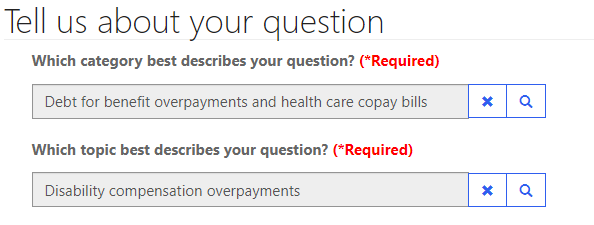 Tell us about your question
Which category best describes your question? (*Required)
Debt for benefit overpayments and health care copay bills
Which topic best describes your question? (*Required)
Disability compensation overpayments